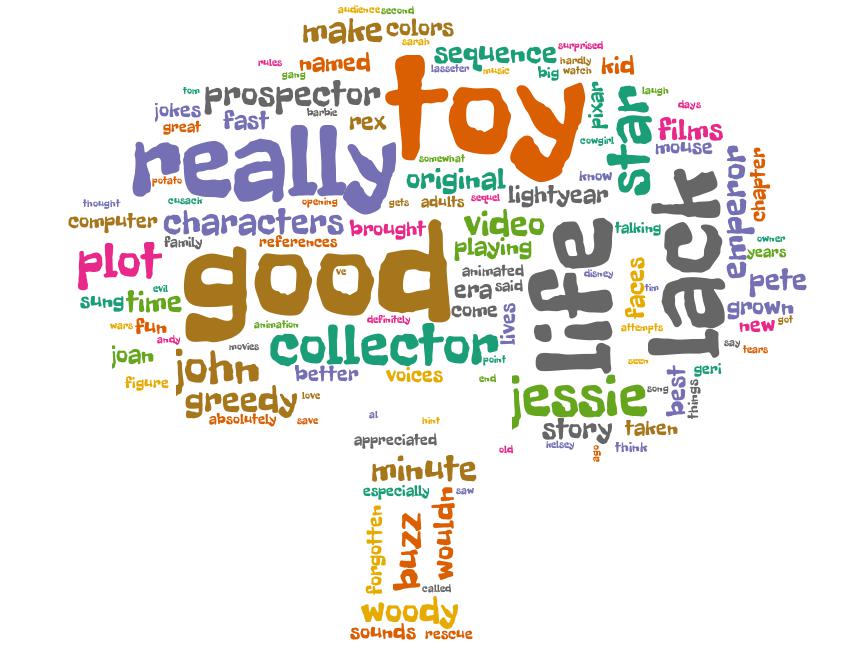 audience second
make colors
sarah
sequence surprised
rules named
lasseter music big hardly watch kid
gang
toy
tom prospector
pixar
star
laugh
days
jokes great fast barbie rex
films
cowgirl mouse
really
potato
somewhat
original
know
lightyear
emperor
chapter
lack
life
thought cusack opening gets adults sequel
computer characters brought video talking
owner
years
family references playing
plot
good
ve
animated
era said
come
disney
faces
tim
pete
grown
evil
sung time
wars fun
andy
animation definitely
lives
attempts
new got
say
tears
joan
movies
collector
point
john
better voices
end
seen
figure
geri
best
things
song
greedy love
jessie
absolutely save
al
hint
story taken
appreciated
old
kelsey
ago
think
minute
especially saw
forgotten
buzz
wouldn
called
woody
sounds rescue